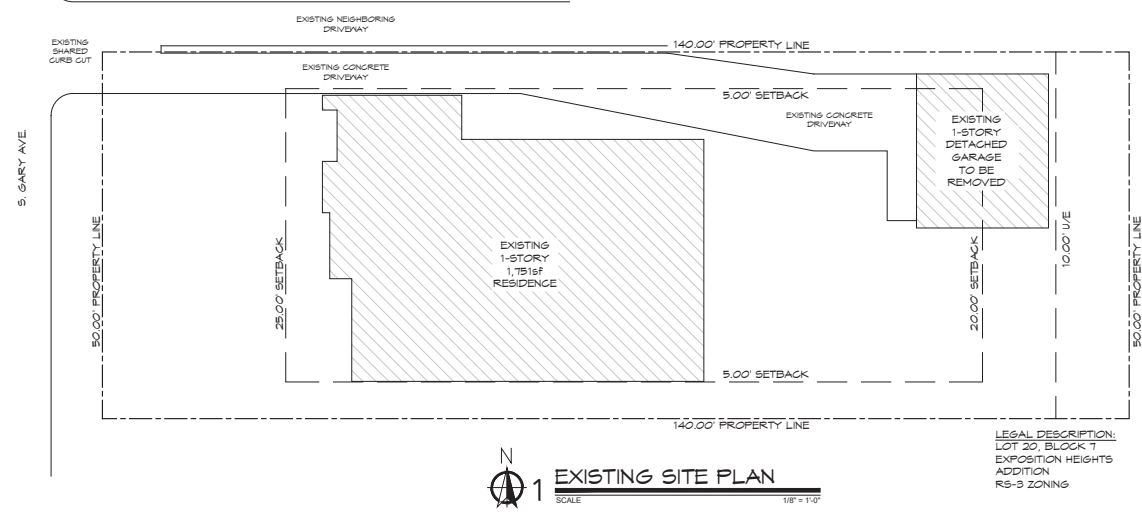 EXISTING NEIGHBORING
DRIVEWAY
EXISTING
SHARED
CURB CUT
140.00' PROPERTY LINE
EXISTING CONCRETE
DRIVEWAY
5.00' SETBACK
EXISTING CONCRETE
DRIVEWAY
EXISTING
1-STORY
DETACHED
GARAGE
TO BE
REMOVED
S. GARY AVE.
50.00' PROPERTY LINE
25.00' SETBACK
EXISTING
1-STORY
1,751sf
RESIDENCE
20.00' SETBACK
10.00' U/E
50.00' PROPERTY LINE
5.00' SETBACK
140.00' PROPERTY LINE
LEGAL DESCRIPTION:
LOT 20, BLOCK 7
EXPOSITION HEIGHTS
ADDITION
RS-3 ZONING
N
1 EXISTING SITE PLAN
SCALE 1/8" = 1'-0"